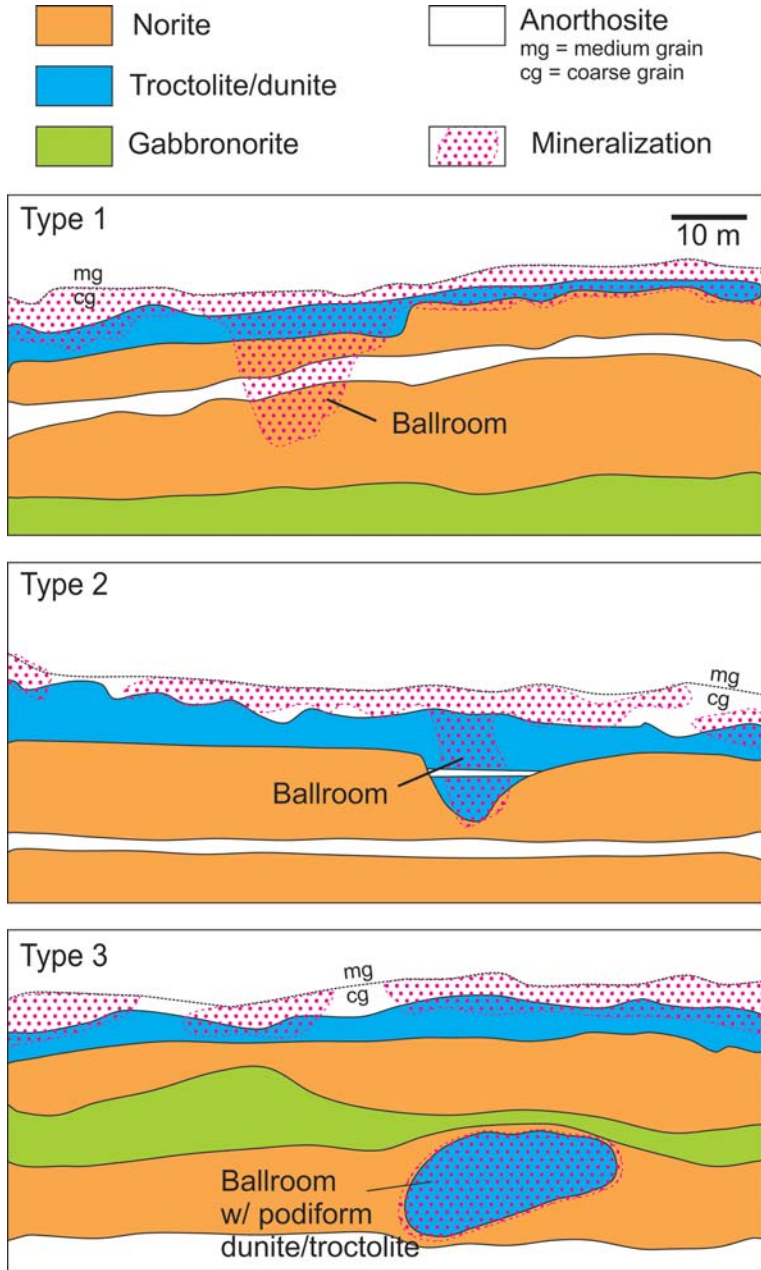 Norite
Troctolite/dunite
Gabbronorite
Anorthosite
mg = medium grain
cg = coarse grain
Mineralization
Type 1
10 m
mg
cg
Ballroom
Type 2
mg
cg
Ballroom
Type 3
mg
cg
Ballroom
w/ podiform
dunite/troctolite